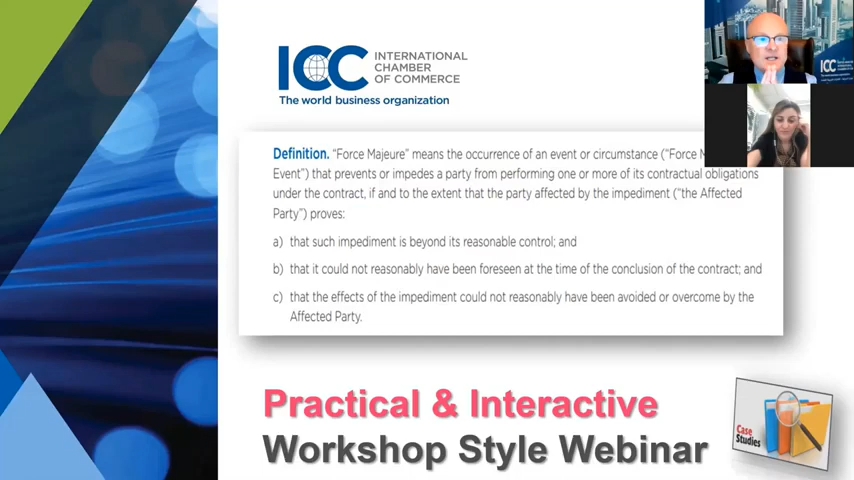 ICC INTERNATIONAL
CHAMBER
OF COMMERCE
The world business organization
Definition. "Force Majeure" means the occurrence of an event or circumstance ("Force M
Event") that prevents or impedes a party from performing one or more of its contractual obligations
under the contract, if and to the extent that the party affected by the impediment ("the Affected
Party") proves:
a) that such impediment is beyond its reasonable control; and
b) that it could not reasonably have been foreseen at the time of the conclusion of the contract; and
c) that the effects of the impediment could not reasonably have been avoided or overcome by the
Affected Party.
Practical & Interactive
Workshop Style Webinar
Case
Studies
ICC